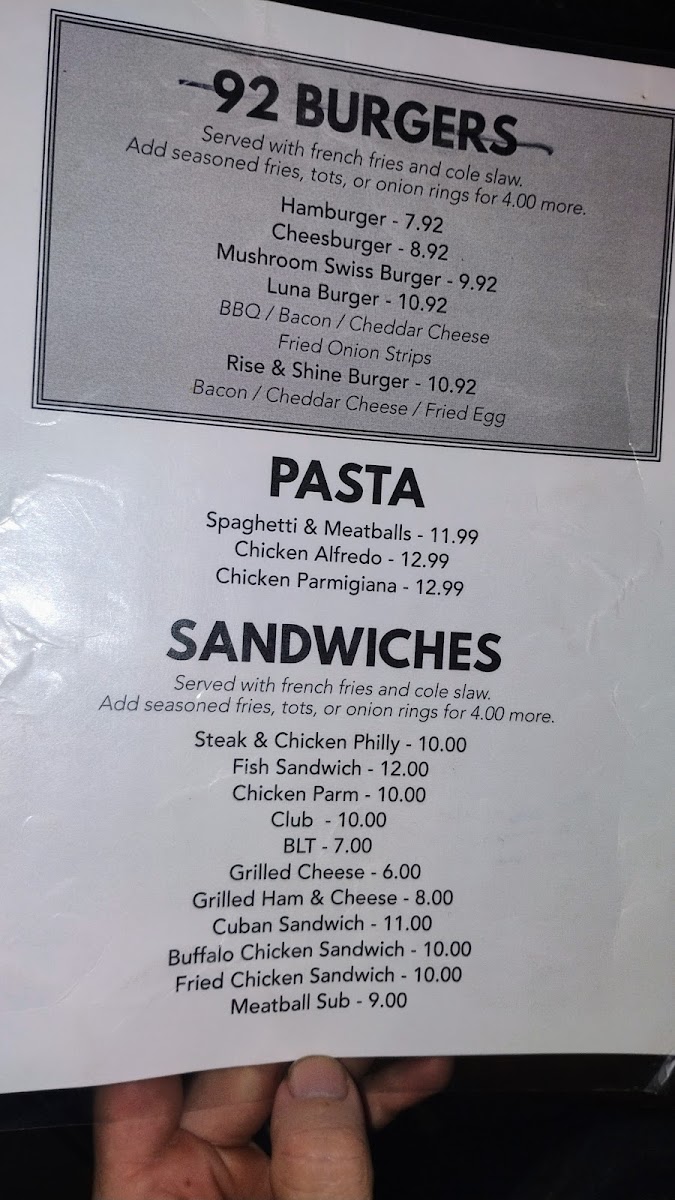 92 BURGERS
Served with french fries and cole slaw.
Add seasoned fries, tots, or onion rings for 4.00 more.
Hamburger - 7.92
Cheesburger - 8.92
Mushroom Swiss Burger - 9.92
Luna Burger - 10.92
BBQ / Bacon / Cheddar Cheese
Fried Onion Strips
Rise & Shine Burger - 10.92
Bacon / Cheddar Cheese / Fried Egg
PASTA
Spaghetti & Meatballs - 11.99
Chicken Alfredo - 12.99
Chicken Parmigiana - 12.99
SANDWICHES
Served with french fries and cole slaw.
Add seasoned fries, tots, or onion rings for 4.00 more.
Steak & Chicken Philly - 10.00
Fish Sandwich - 12.00
Chicken Parm - 10.00
Club - 10.00
BLT - 7.00
Grilled Cheese - 6.00
Grilled Ham & Cheese - 8.00
Cuban Sandwich - 11.00
Buffalo Chicken Sandwich - 10.00
Fried Chicken Sandwich - 10.00
Meatball Sub - 9.00